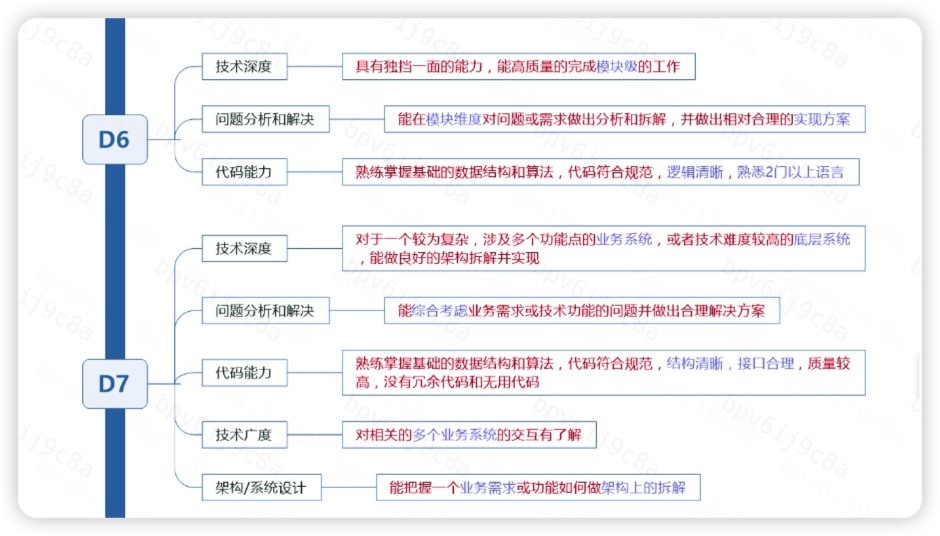 D6
技术深度
具有独挡一面的能力，能高质量的完成模块级的工作
问题分析和解决
能在模块维度对问题或需求做出分析和拆解，并做出相对合理的实现方案
代码能力
熟练掌握基础的数据结构和算法，代码符合规范，逻辑清晰，熟悉2门以上语言
D7
技术深度
对于一个较为复杂，涉及多个功能点的业务系统，或者技术难度较高的底层系统
，能做良好的架构拆解并实现
问题分析和解决
能综合考虑业务需求或技术功能的问题并做出合理解决方案
代码能力
熟练掌握基础的数据结构和算法，代码符合规范，结构清晰，接口合理，质量较
高，没有冗余代码和无用代码
技术广度
对相关的多个业务系统的交互有了解
架构/系统设计
能把握一个业务需求或功能如何做架构上的拆解
bpv6ij9c8a